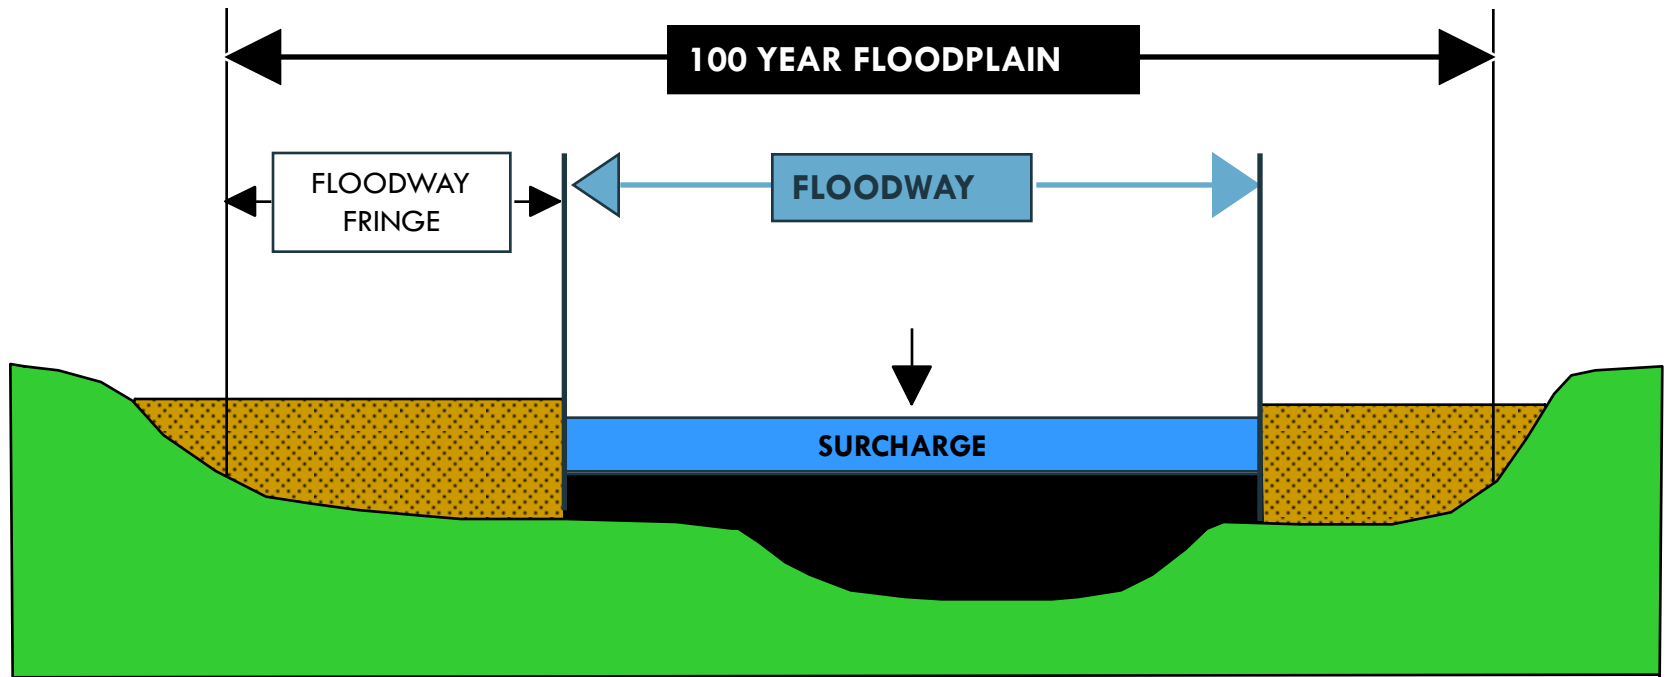 100 YEAR FLOODPLAIN
FLOODWAY
FRINGE
FLOODWAY
SURCHARGE